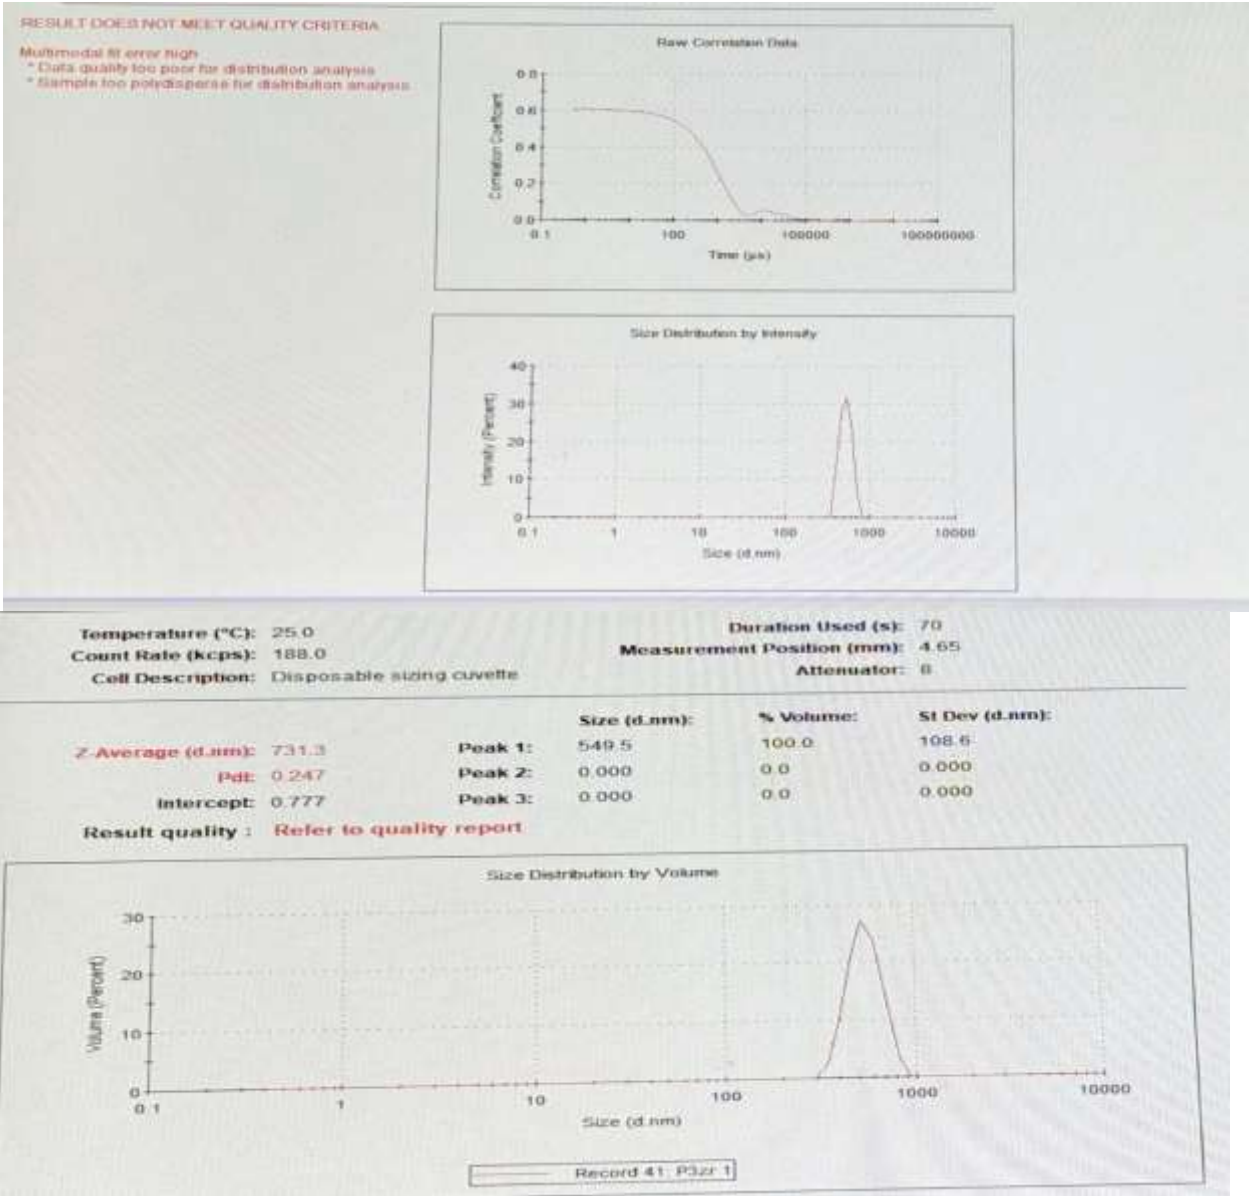 RESULT DOES NOT MEET QUALITY CRITERIA
Multimodal fit error high
* Data quality too poor for distribution analysis
* Sample too polydisperse for distribution analysis
Raw Correlation Data
Correlation Coefficient
0.8
0.6
0.4
0.2
0.0
0.1 100 100000 100000000
Time (µs)
Size Distribution by Intensity
Intensity (Percent)
40
30
20
10
0
0.1 1 10 100 1000 10000
Size (d.nm)
Temperature (°C): 25.0 Duration Used (s): 70
Count Rate (kcps): 188.0 Measurement Position (mm): 4.65
Cell Description: Disposable sizing cuvette Attenuator: 8
Size (d.nm): % Volume: St Dev (d.nm):
Z-Average (d.nm): 731.3 Peak 1: 549.5 100.0 108.6
PdI: 0.247 Peak 2: 0.000 0.0 0.000
Intercept: 0.777 Peak 3: 0.000 0.0 0.000
Result quality : Refer to quality report
Size Distribution by Volume
Volume (Percent)
30
20
10
0
0.1 1 10 100 1000 10000
Size (d.nm)
Record 41: P3zr 1